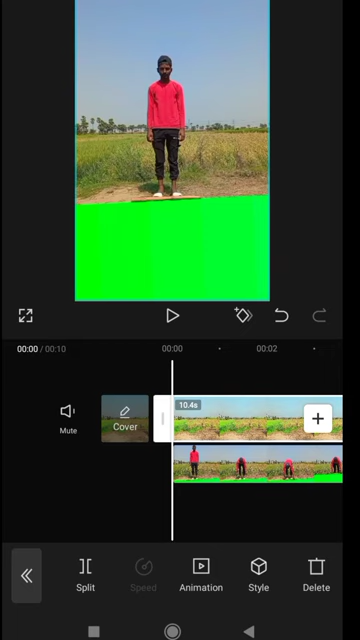 00:00 / 00:10 00:00 00:02
10.4s
Mute
Cover
Split Speed Animation Style Delete